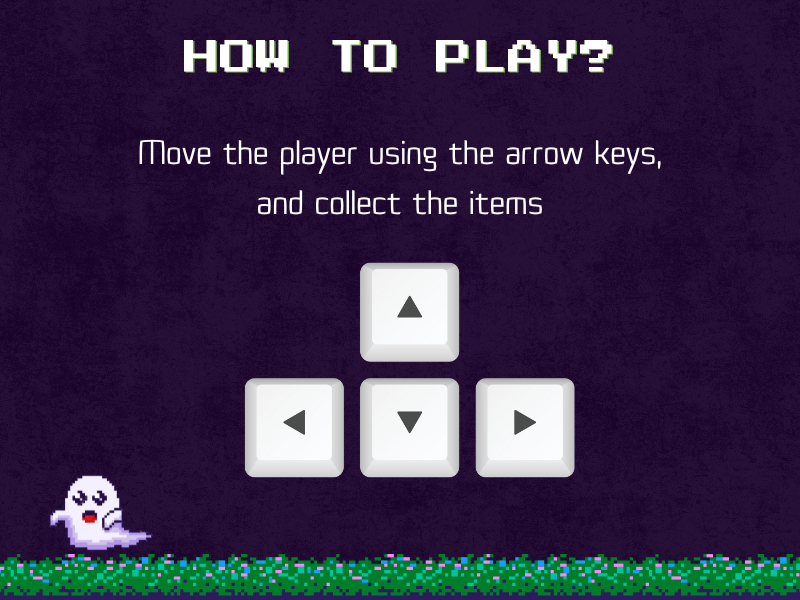 HOW TO PLAY?
Move the player using the arrow keys,
and collect the items